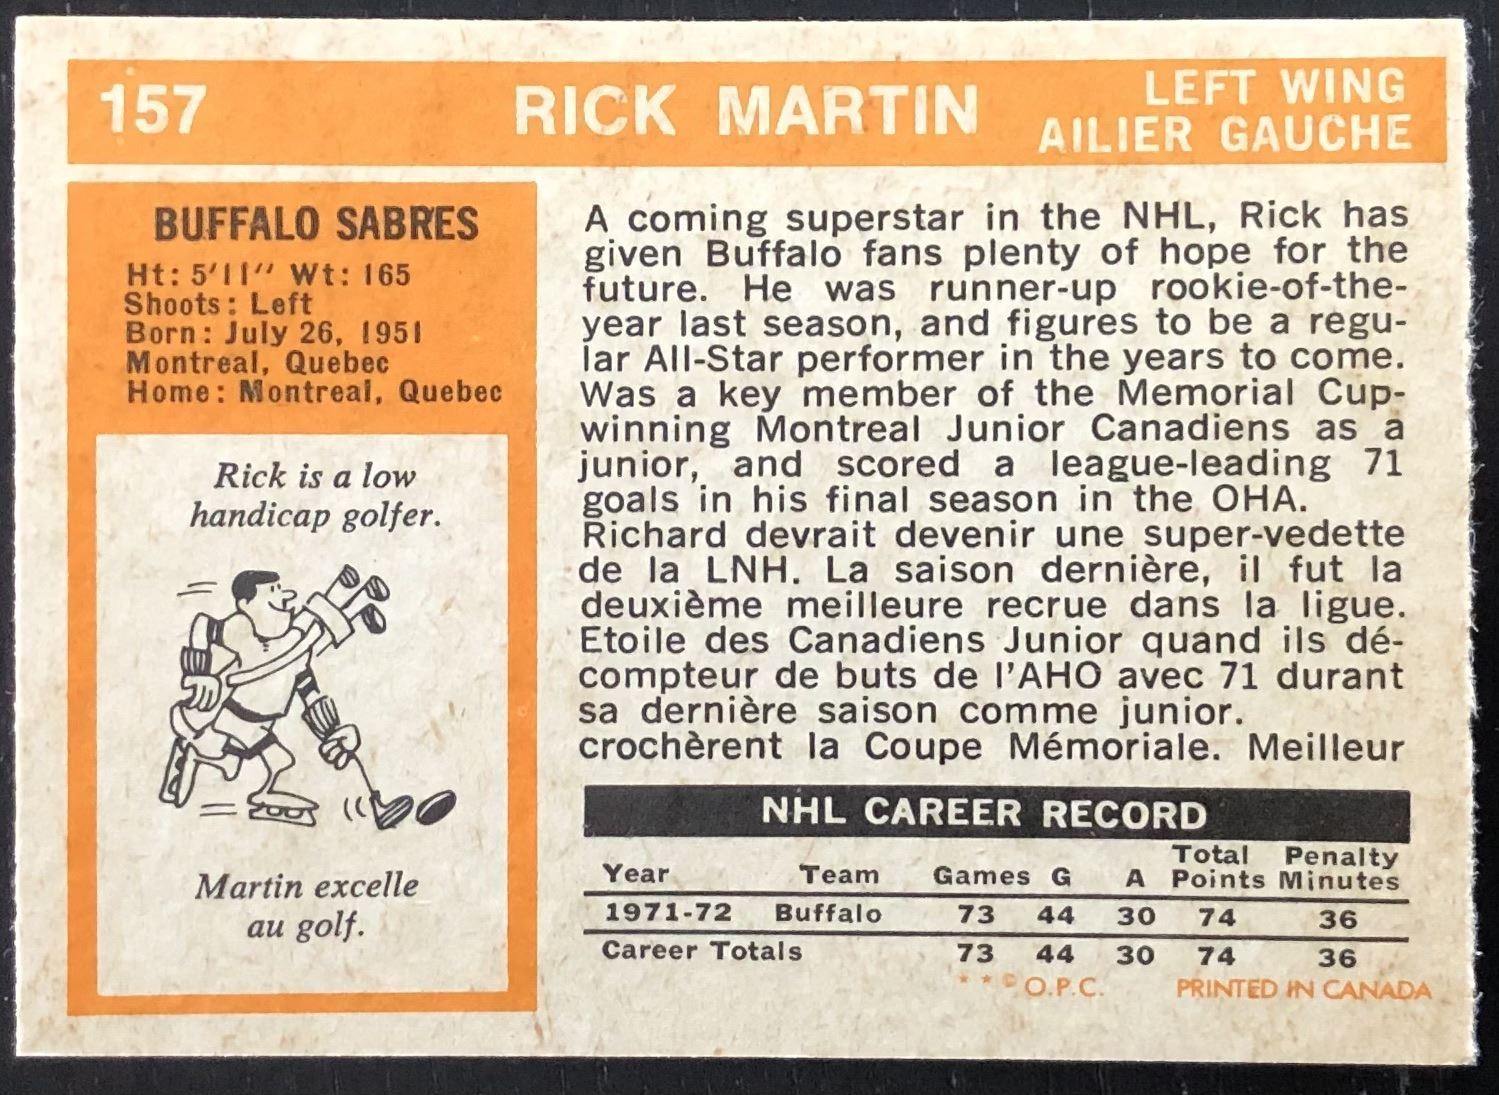 157
RICK MARTIN
LEFT WING
AILIER GAUCHE
BUFFALO SABRES
Ht: 5'11" Wt: 165
Shoots: Left
Born: July 26, 1951
Montreal, Quebec
Home: Montreal, Quebec
Rick is a low
handicap golfer.
Martin excelle
au golf.
A coming superstar in the NHL, Rick has
given Buffalo fans plenty of hope for the
future. He was runner-up rookie-of-the-
year last season, and figures to be a regu-
lar All-Star performer in the years to come.
Was a key member of the Memorial Cup-
winning Montreal Junior Canadiens as a
junior, and scored a league-leading 71
goals in his final season in the OHA.
Richard devrait devenir une super-vedette
de la LNH. La saison dernière, il fut la
deuxième meilleure recrue dans la ligue.
Etoile des Canadiens Junior quand ils dé-
compteur de buts de l'AHO avec 71 durant
sa dernière saison comme junior.
crochèrent la Coupe Mémoriale. Meilleur
NHL CAREER RECORD
Year Team Games G A Total Points Penalty Minutes
1971-72 Buffalo 73 44 30 74 36
Career Totals 73 44 30 74 36
* * © O.P.C. PRINTED IN CANADA